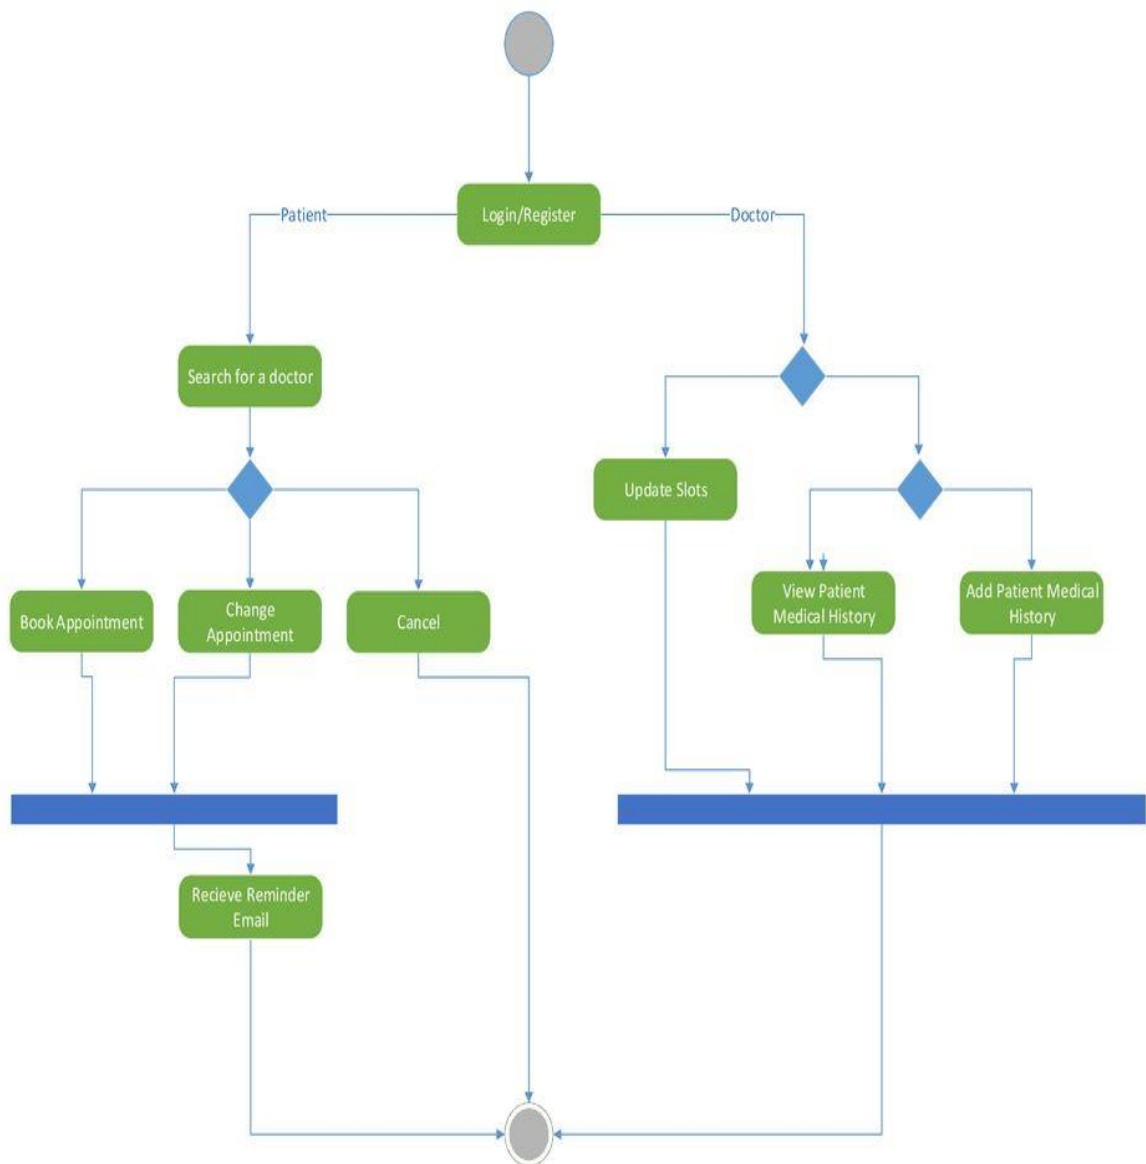 Login/Register
Patient
Doctor
Search for a doctor
Update Slots
Book Appointment
Change
Appointment
Cancel
View Patient
Medical History
Add Patient Medical
History
Recieve Reminder
Email